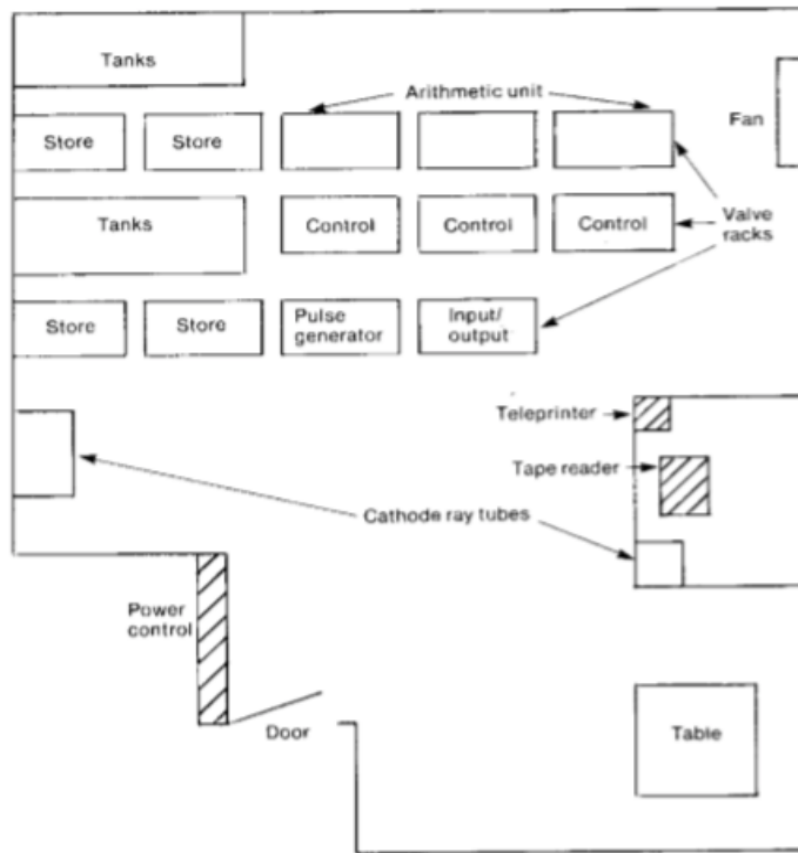 Tanks
Arithmetic unit
Fan
Store
Store
Tanks
Control
Control
Control
Valve
racks
Store
Store
Pulse
generator
Input/
output
Teleprinter
Tape reader
Cathode ray tubes
Power
control
Door
Table